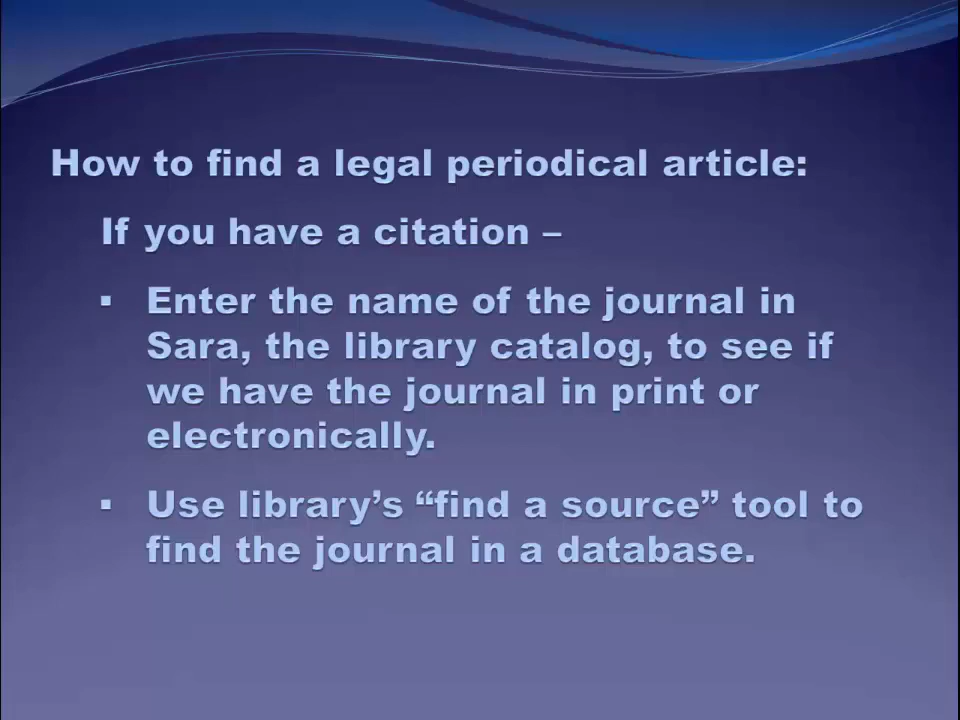 How to find a legal periodical article:
If you have a citation –
▪ Enter the name of the journal in
Sara, the library catalog, to see if
we have the journal in print or
electronically.
▪ Use library’s “find a source” tool to
find the journal in a database.